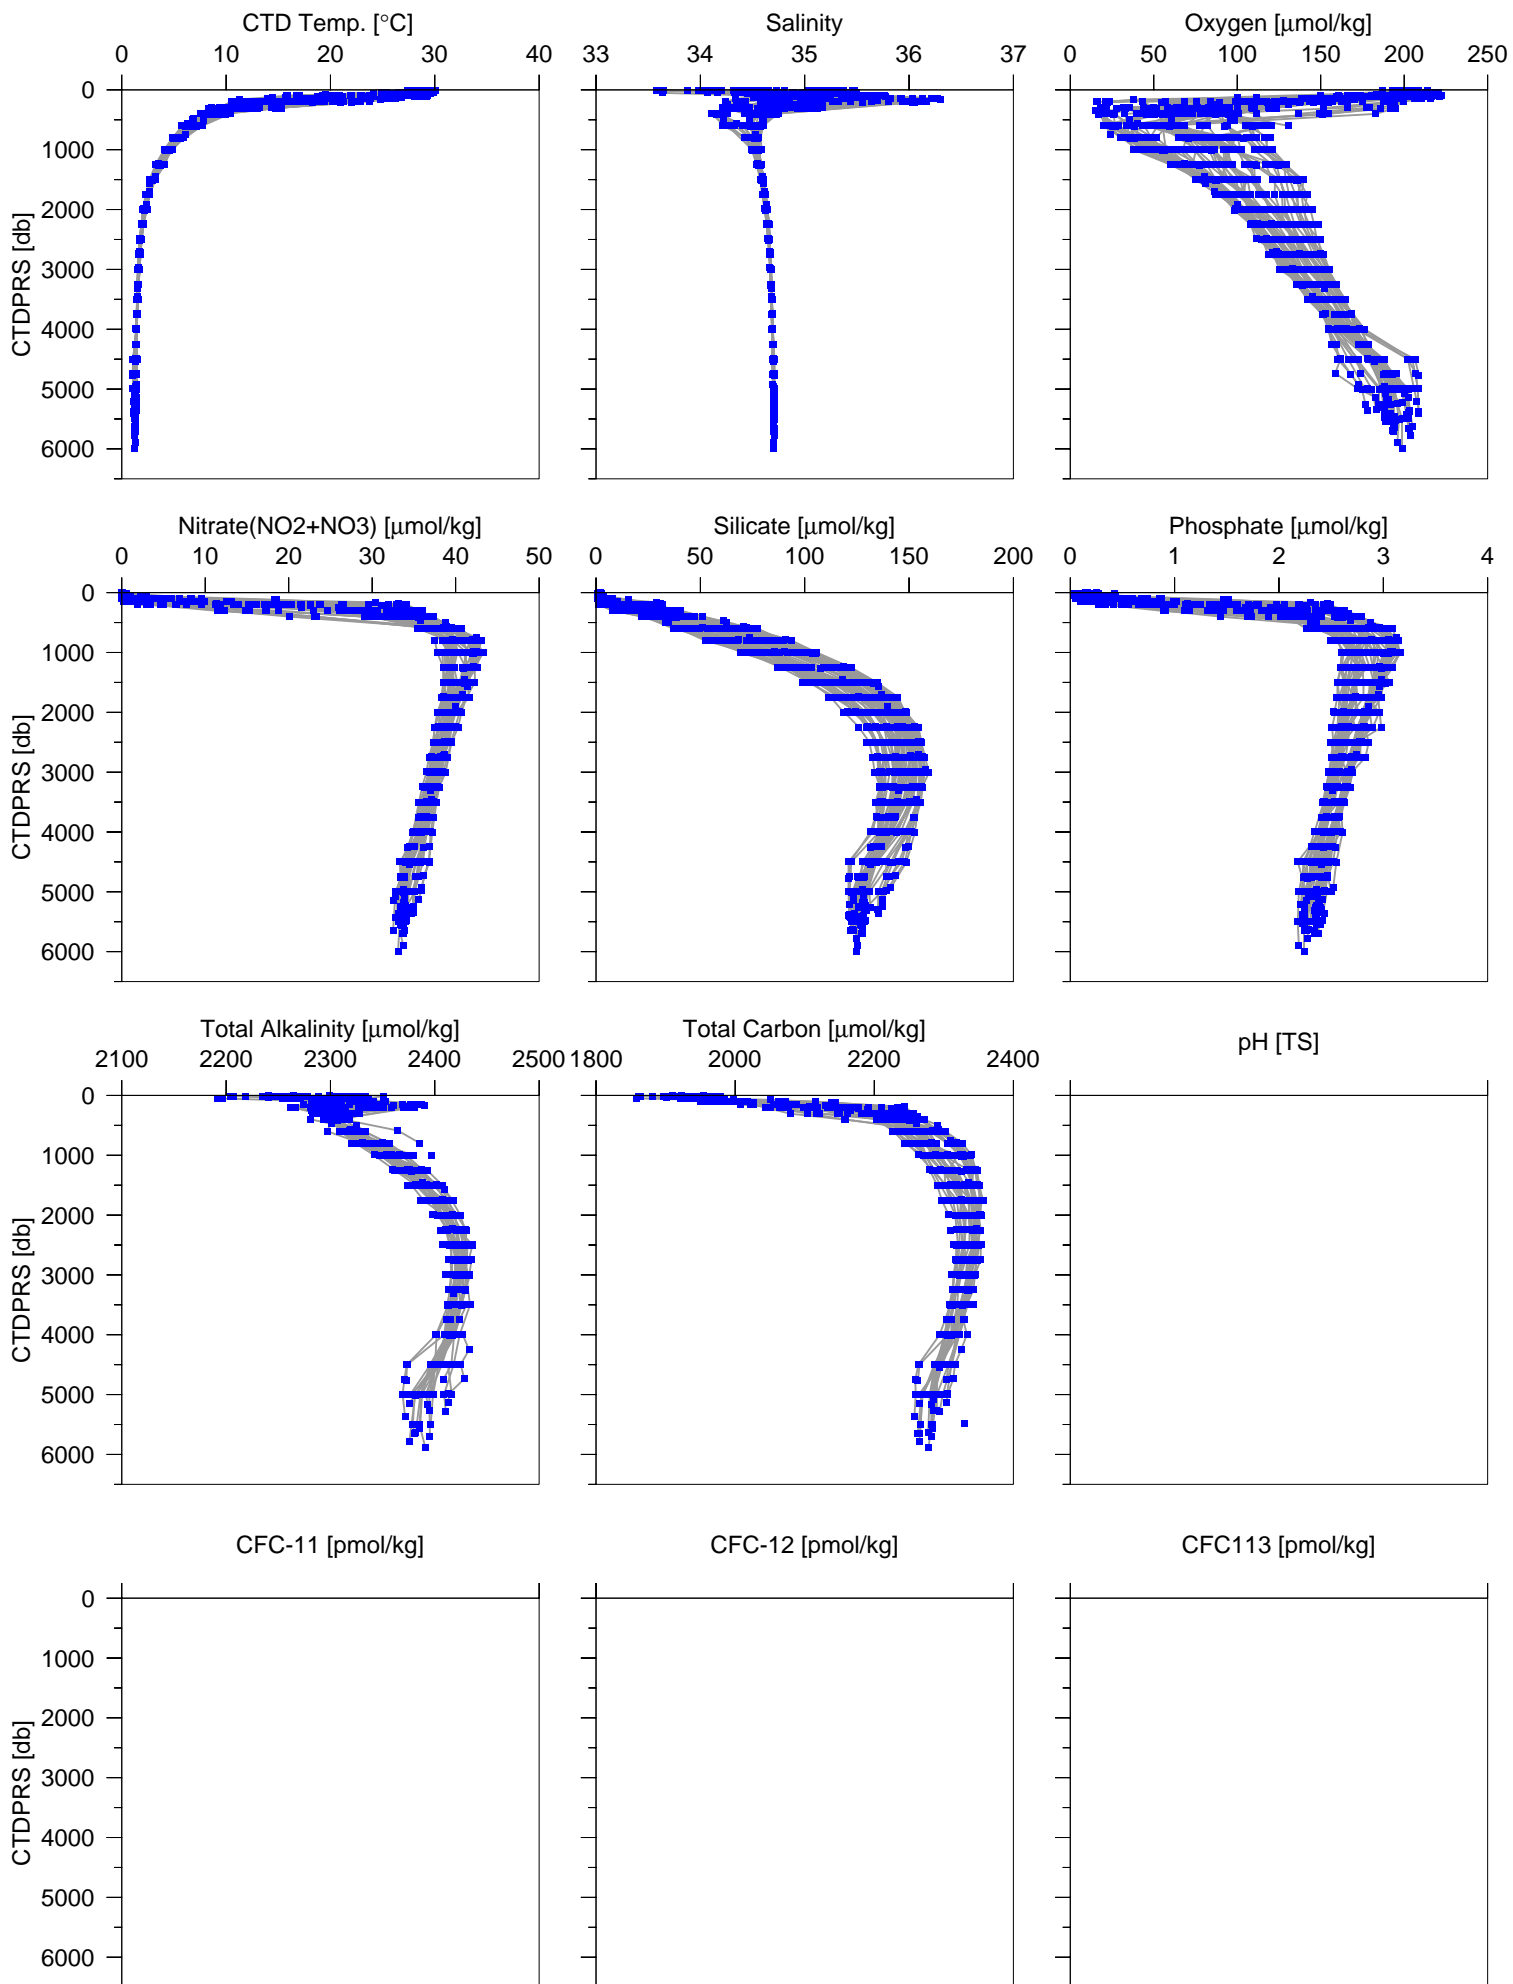 CTD Temp. [°C] Salinity Oxygen [μmol/kg]
0 10 20 30 40 33 34 35 36 37 0 50 100 150 200 250
0
1000
2000
3000
4000
5000
6000
CTDPRS [db]
Nitrate(NO2+NO3) [μmol/kg] Silicate [μmol/kg] Phosphate [μmol/kg]
0 10 20 30 40 50 0 50 100 150 200 0 1 2 3 4
0
1000
2000
3000
4000
5000
6000
CTDPRS [db]
Total Alkalinity [μmol/kg] Total Carbon [μmol/kg] pH [TS]
2100 2200 2300 2400 2500 1800 2000 2200 2400
0
1000
2000
3000
4000
5000
6000
CTDPRS [db]
CFC-11 [pmol/kg] CFC-12 [pmol/kg] CFC113 [pmol/kg]
0
1000
2000
3000
4000
5000
6000
CTDPRS [db]